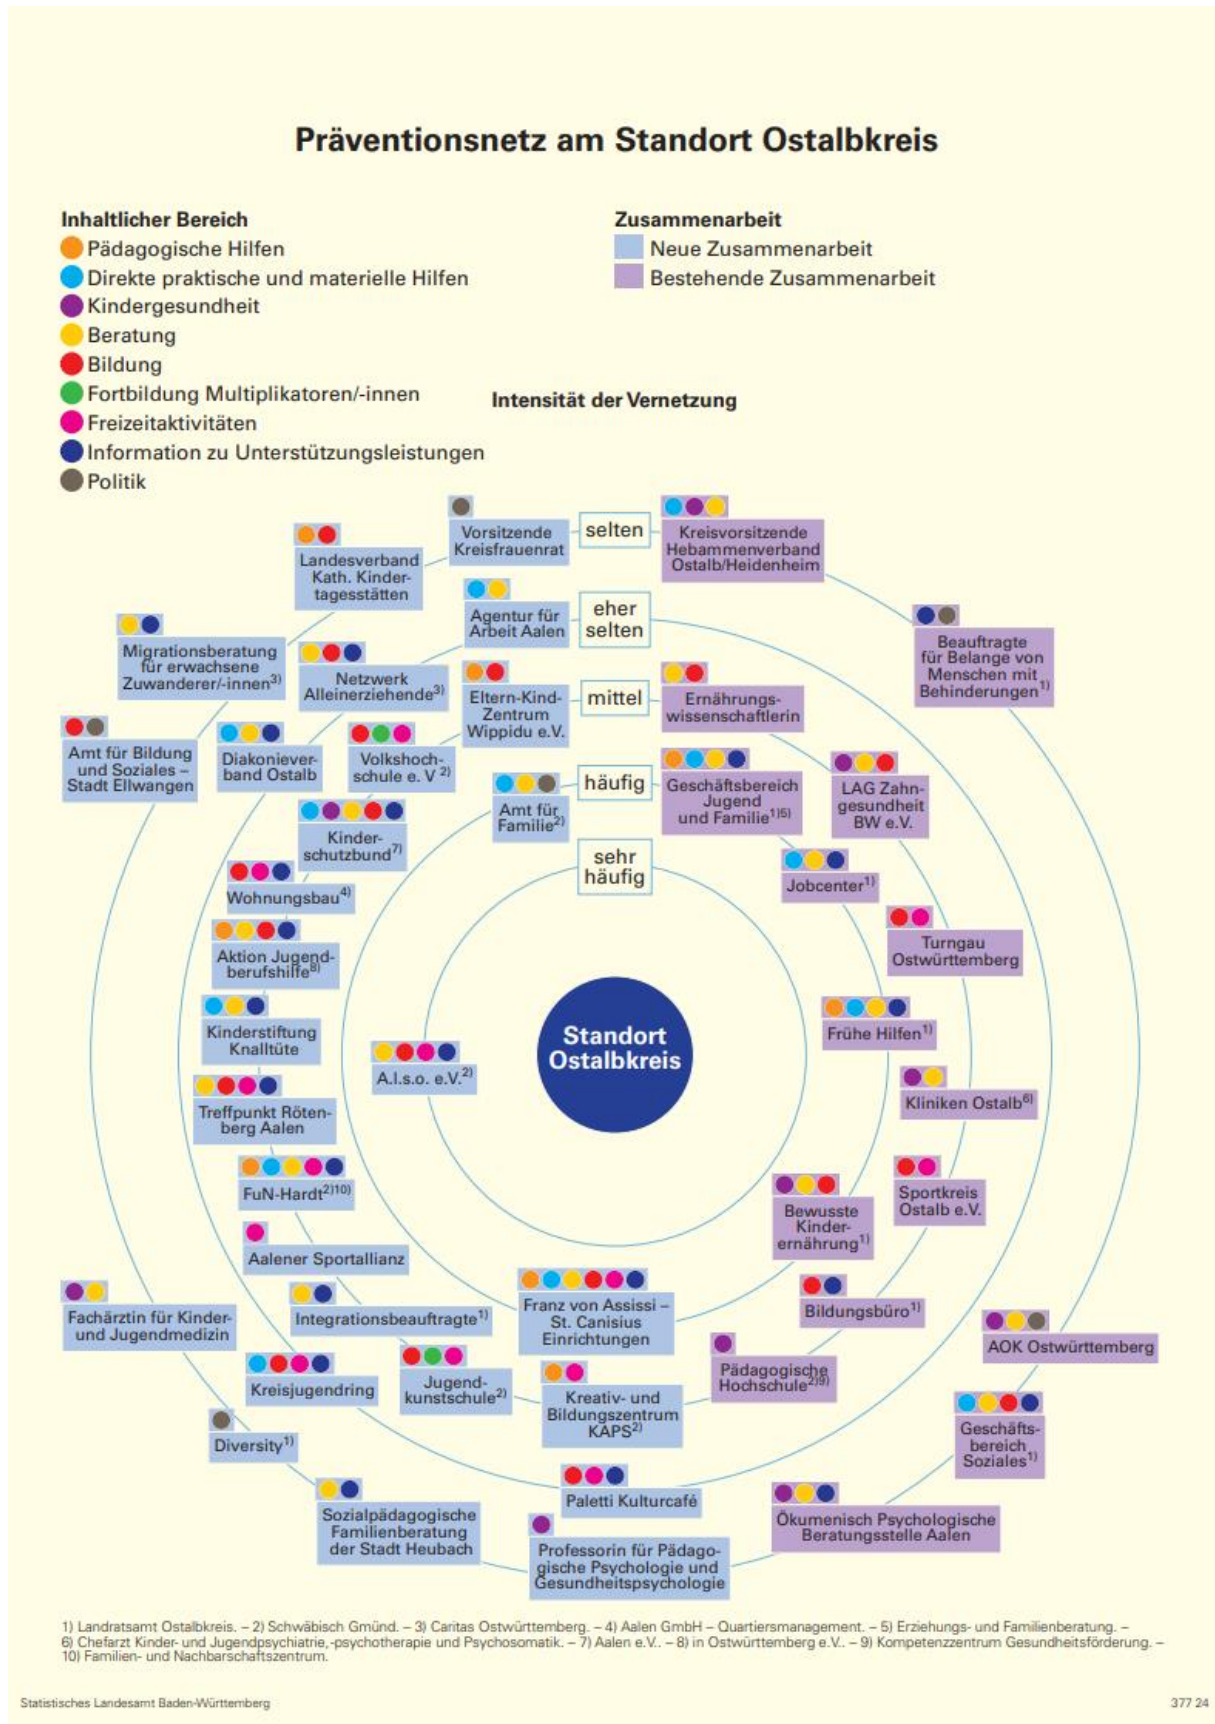 Präventionsnetz am Standort Ostalbkreis
Inhaltlicher Bereich
Pädagogische Hilfen
Direkte praktische und materielle Hilfen
Kindergesundheit
Beratung
Bildung
Fortbildung Multiplikatoren/-innen
Freizeitaktivitäten
Information zu Unterstützungsleistungen
Politik
Zusammenarbeit
Neue Zusammenarbeit
Bestehende Zusammenarbeit
Intensität der Vernetzung
selten
eher
selten
mittel
häufig
sehr
häufig
Standort
Ostalbkreis
Vorsitzende
Kreisfrauenrat
Kreisvorsitzende
Hebammenverband
Ostalb/Heidenheim
Landesverband
Kath. Kinder-
tagesstätten
Agentur für
Arbeit Aalen
Beauftragte
für Belange von
Menschen mit
Behinderungen1)
Migrationsberatung
für erwachsene
Zuwanderer/-innen3)
Netzwerk
Alleinerziehende3)
Eltern-Kind-
Zentrum
Wippidu e.V.
Ernährungs-
wissenschaftlerin
Amt für Bildung
und Soziales –
Stadt Ellwangen
Diakoniever-
band Ostalb
Volkshoch-
schule e. V 2)
Amt für
Familie2)
Geschäftsbereich
Jugend
und Familie1)5)
LAG Zahn-
gesundheit
BW e.V.
Kinder-
schutzbund7)
Jobcenter1)
Wohnungsbau4)
Turngau
Ostwürttemberg
Aktion Jugend-
berufshilfe8)
Kinderstiftung
Knalltüte
Frühe Hilfen1)
A.l.s.o. e.V.2)
Kliniken Ostalb6)
Treffpunkt Röten-
berg Aalen
FuN-Hardt2)10)
Sportkreis
Ostalb e.V.
Bewusste
Kinder-
ernährung1)
Aalener Sportallianz
Fachärztin für Kinder-
und Jugendmedizin
Integrationsbeauftragte1)
Franz von Assissi –
St. Canisius
Einrichtungen
Bildungsbüro1)
AOK Ostwürttemberg
Kreisjugendring
Jugend-
kunstschule2)
Kreativ- und
Bildungszentrum
KAPS2)
Pädagogische
Hochschule2)9)
Diversity1)
Geschäfts-
bereich
Soziales1)
Paletti Kulturcafé
Sozialpädagogische
Familienberatung
der Stadt Heubach
Professorin für Pädago-
gische Psychologie und
Gesundheitspsychologie
Ökumenisch Psychologische
Beratungsstelle Aalen
1) Landratsamt Ostalbkreis. – 2) Schwäbisch Gmünd. – 3) Caritas Ostwürttemberg. – 4) Aalen GmbH – Quartiersmanagement. – 5) Erziehungs- und Familienberatung. –
6) Chefarzt Kinder- und Jugendpsychiatrie,-psychotherapie und Psychosomatik. – 7) Aalen e.V.. – 8) in Ostwürttemberg e.V.. – 9) Kompetenzzentrum Gesundheitsförderung. –
10) Familien- und Nachbarschaftszentrum.
Statistisches Landesamt Baden-Württemberg
377 24